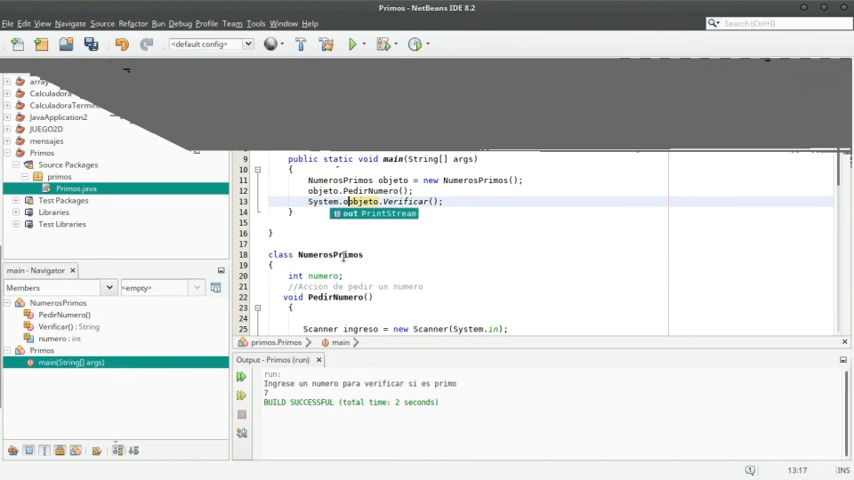 Primos - NetBeans IDE 8.2
File Edit View Navigate Source Refactor Run Debug Profile Team Tools Window Help
Search (Ctrl+I)
<default config>
Calculadora
CalculadoraTermin
JavaApplication2
JUEGO2D
mensajes
Primos
Source Packages
primos
Primos.java
Test Packages
Libraries
Test Libraries
main - Navigator
Members
<empty>
NumerosPrimos
PedirNumero()
Verificar() : String
numero : int
Primos
main(String[] args)
9 public static void main(String[] args)
10 {
11 NumerosPrimos objeto = new NumerosPrimos();
12 objeto.PedirNumero();
13 System.oobjeto.Verificar();
out PrintStream
14 }
15
16 }
17
18 class NumerosPrimos
19 {
20 int numero;
21 //Accion de pedir un numero
22 void PedirNumero()
23 {
24
25 Scanner ingreso = new Scanner(System.in);
primos.Primos
main
Output - Primos (run)
run:
Ingrese un numero para verificar si es primo
7
BUILD SUCCESSFUL (total time: 2 seconds)
13:17
INS